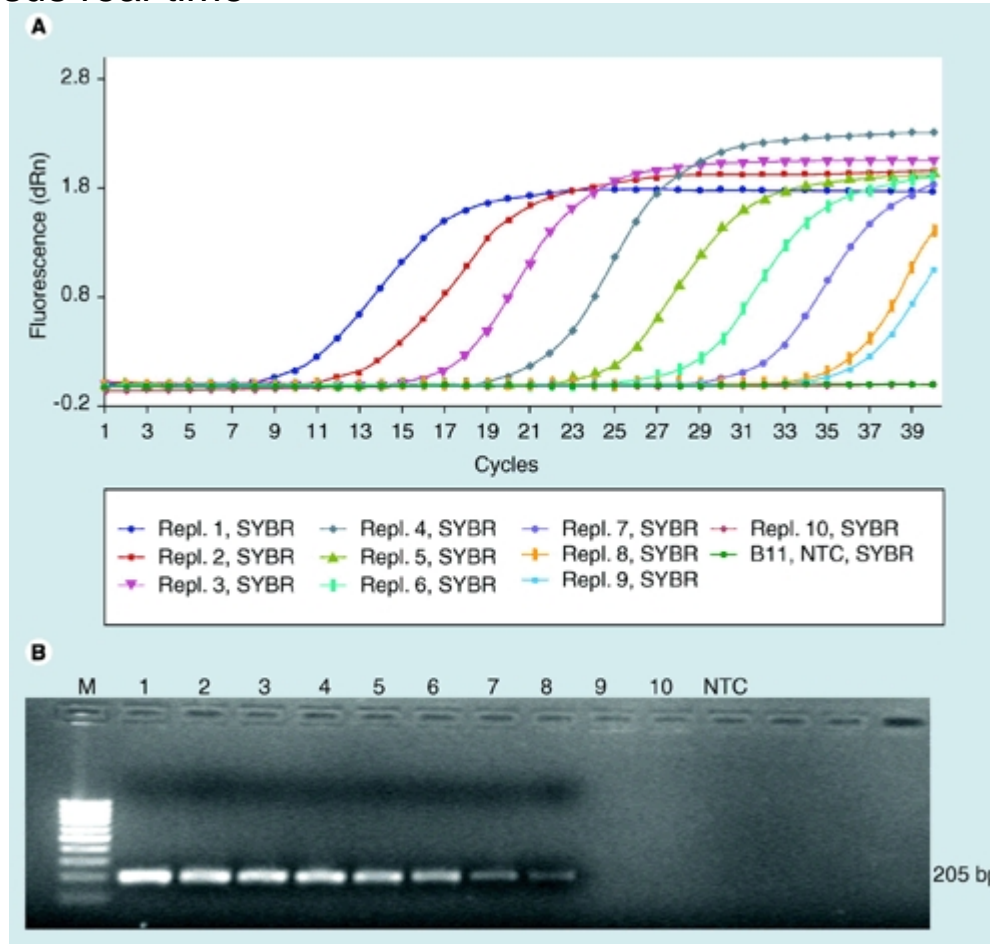 A
Fluorescence (dRn)
2.8
1.8
0.8
-0.2
1 3 5 7 9 11 13 15 17 19 21 23 25 27 29 31 33 35 37 39
Cycles
Repl. 1, SYBR Repl. 4, SYBR Repl. 7, SYBR Repl. 10, SYBR
Repl. 2, SYBR Repl. 5, SYBR Repl. 8, SYBR B11, NTC, SYBR
Repl. 3, SYBR Repl. 6, SYBR Repl. 9, SYBR
B
M 1 2 3 4 5 6 7 8 9 10 NTC
205 bp